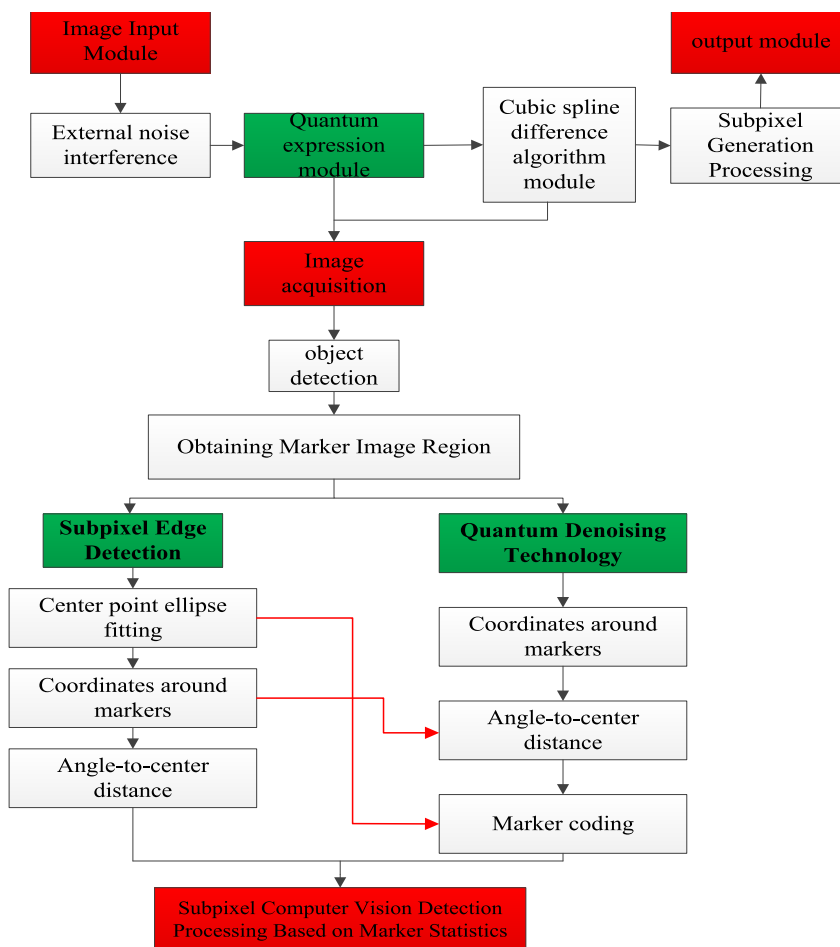 Image Input
Module
output module
External noise
interference
Quantum
expression
module
Cubic spline
difference
algorithm
module
Subpixel
Generation
Processing
Image
acquisition
object
detection
Obtaining Marker Image Region
Subpixel Edge
Detection
Quantum Denoising
Technology
Center point ellipse
fitting
Coordinates around
markers
Coordinates around
markers
Angle-to-center
distance
Angle-to-center
distance
Marker coding
Subpixel Computer Vision Detection
Processing Based on Marker Statistics